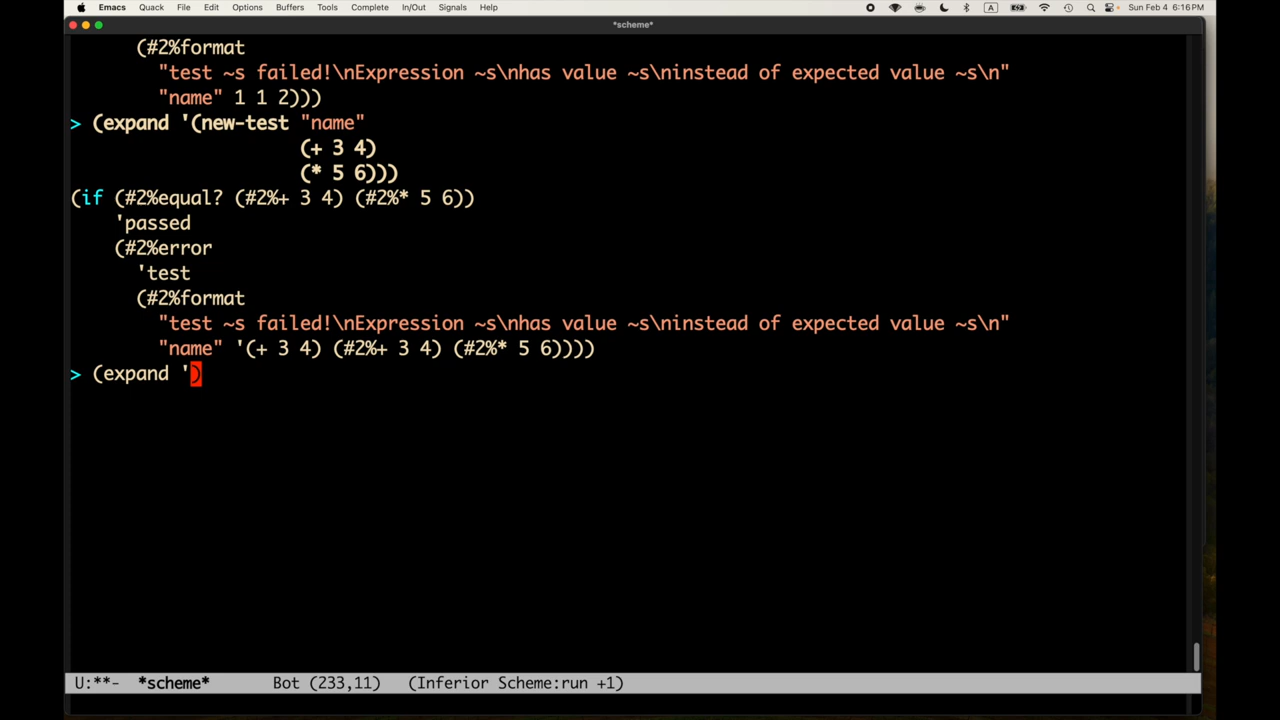 Emacs Quack File Edit Options Buffers Tools Complete In/Out Signals Help A Sun Feb 4 6:16 PM
*scheme*
(#2%format
"test ~s failed!\nExpression ~s\nhas value ~s\ninstead of expected value ~s\n"
"name" 1 1 2)))
> (expand '(new-test "name"
(+ 3 4)
(* 5 6)))
(if (#2%equal? (#2%+ 3 4) (#2%* 5 6))
'passed
(#2%error
'test
(#2%format
"test ~s failed!\nExpression ~s\nhas value ~s\ninstead of expected value ~s\n"
"name" '(+ 3 4) (#2%+ 3 4) (#2%* 5 6))))
> (expand ')
U:**- *scheme* Bot (233,11) (Inferior Scheme:run +1)